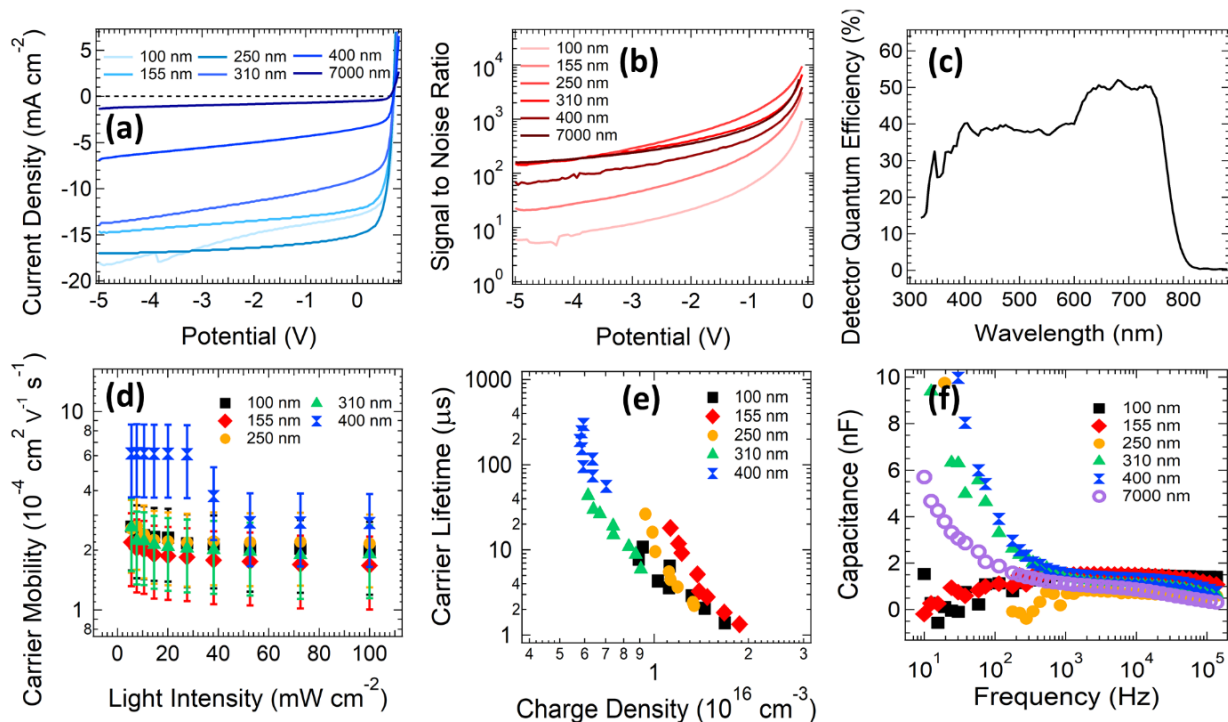 (a)
Current Density (mA cm⁻²)
5
0
-5
-10
-15
-20
100 nm 250 nm 400 nm
155 nm 310 nm 7000 nm
-5 -4 -3 -2 -1 0
Potential (V)
(b)
Signal to Noise Ratio
10⁴
10³
10²
10¹
10⁰
100 nm
155 nm
250 nm
310 nm
400 nm
7000 nm
-5 -4 -3 -2 -1 0
Potential (V)
(c)
Detector Quantum Efficiency (%)
80
60
50
40
30
20
10
0
300 400 500 600 700 800
Wavelength (nm)
(d)
Carrier Mobility (10⁻⁴ cm² V⁻¹ s⁻¹)
8
10
8
6
4
2
1
8
100 nm 310 nm
155 nm 400 nm
250 nm
0 20 40 60 80 100
Light Intensity (mW cm⁻²)
(e)
Carrier Lifetime (µs)
1000
4
2
100
4
2
10
4
2
1
100 nm
155 nm
250 nm
310 nm
400 nm
4 5 6 7 8 9 1 2 3
Charge Density (10¹⁶ cm⁻³)
(f)
Capacitance (nF)
10
8
6
4
2
0
100 nm
155 nm
250 nm
310 nm
400 nm
7000 nm
10¹ 10² 10³ 10⁴ 10⁵
Frequency (Hz)